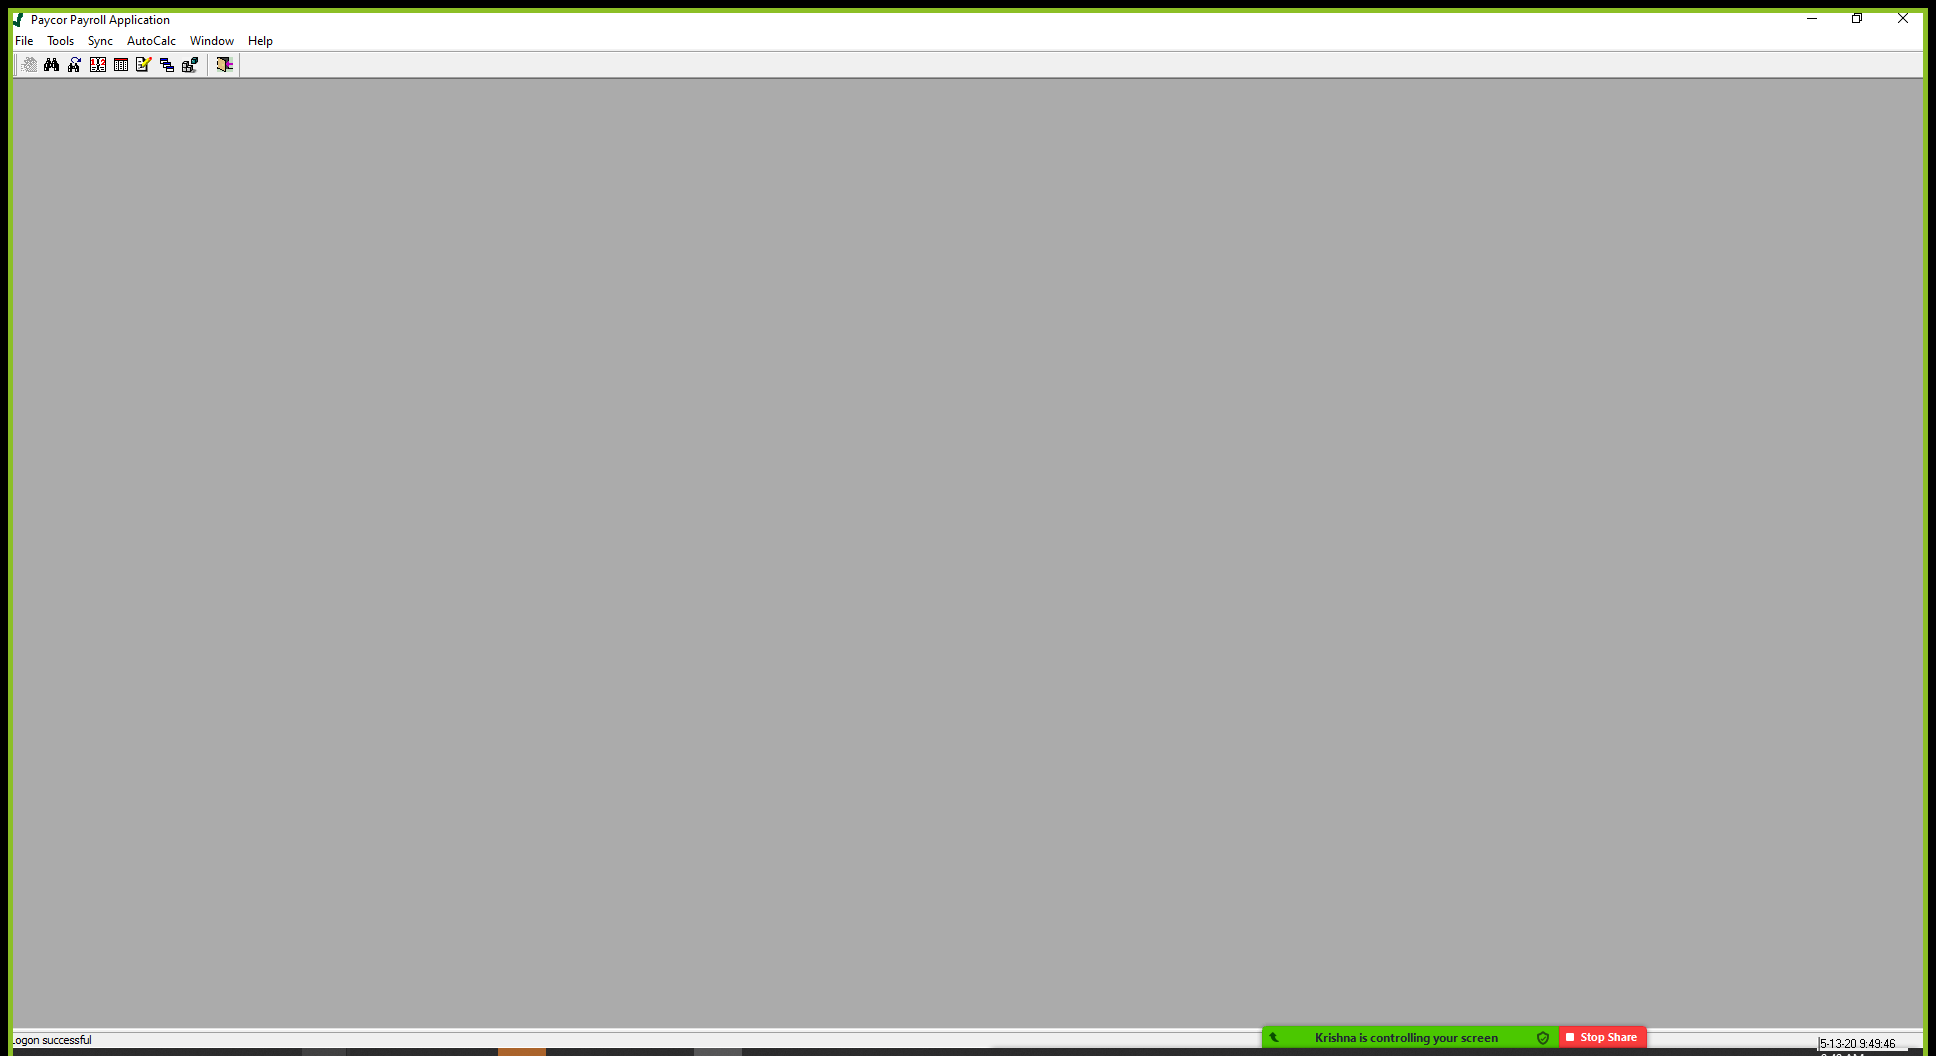 Paycor Payroll Application
File Tools Sync AutoCalc Window Help
Logon successful
Krishna is controlling your screen
Stop Share
5-13-20 9:49:46